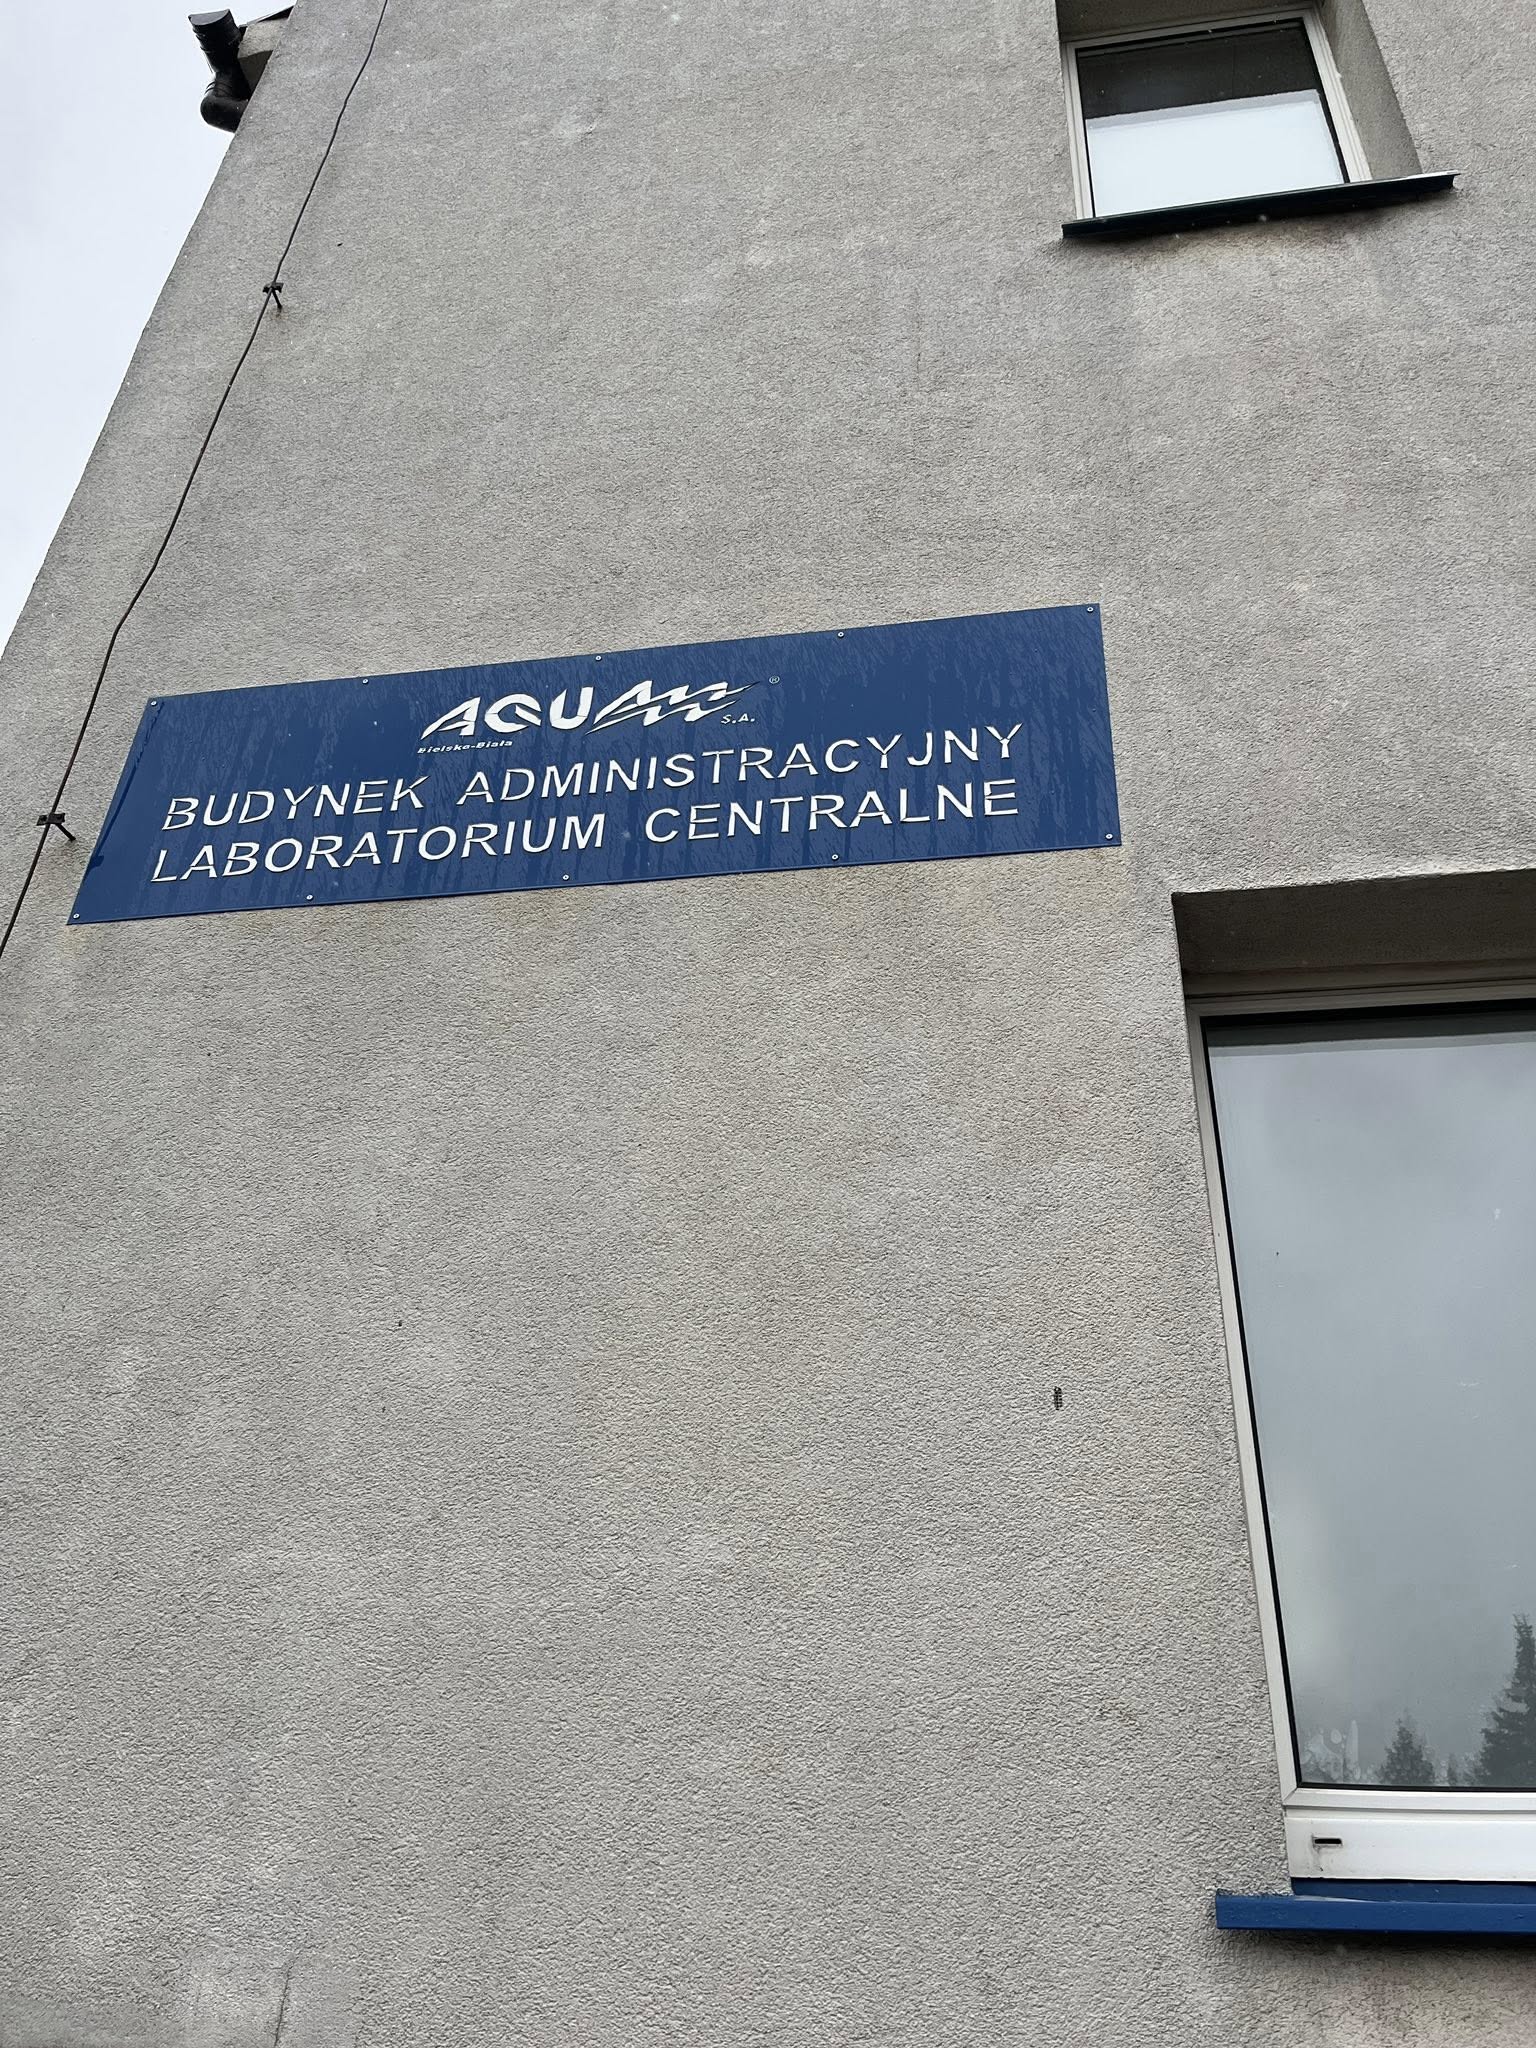 AQUA ®
S.A.
Bielsko-Biała
BUDYNEK ADMINISTRACYJNY
LABORATORIUM CENTRALNE